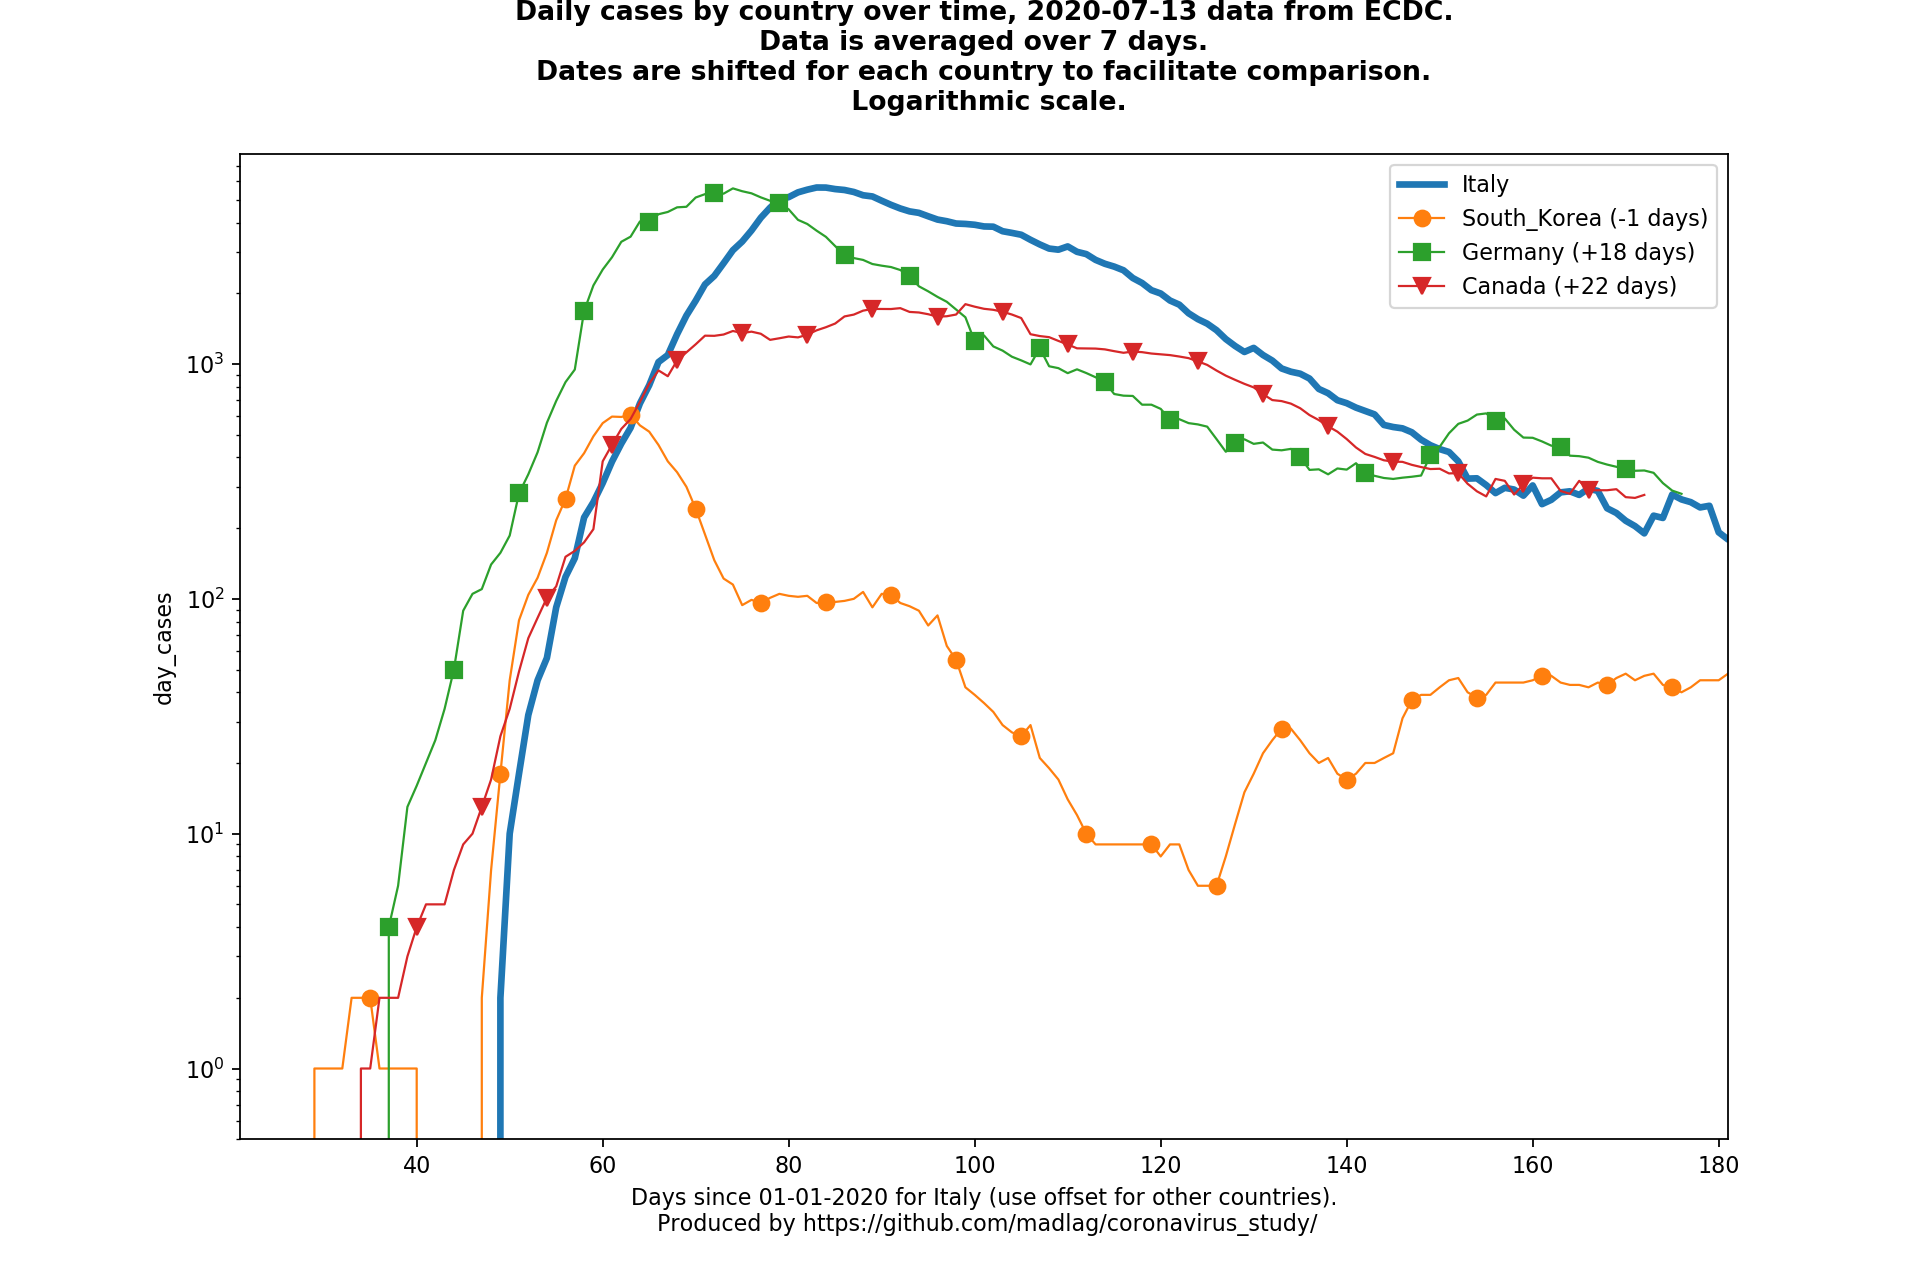 Daily cases by country over time, 2020-07-13 data from ECDC.
Data is averaged over 7 days.
Dates are shifted for each country to facilitate comparison.
Logarithmic scale.
Italy
South_Korea (-1 days)
Germany (+18 days)
Canada (+22 days)
day_cases
10³
10²
10¹
10⁰
40 60 80 100 120 140 160 180
Days since 01-01-2020 for Italy (use offset for other countries).
Produced by https://github.com/madlag/coronavirus_study/